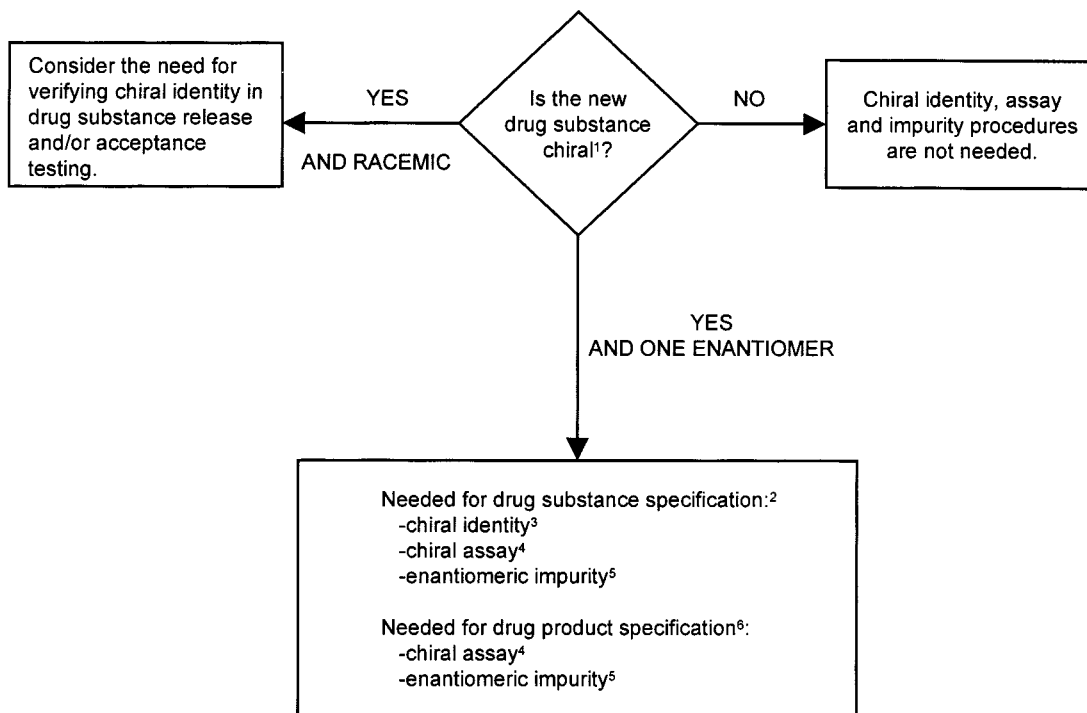 Consider the need for
verifying chiral identity in
drug substance release
and/or acceptance
testing.
YES
AND RACEMIC
Is the new
drug substance
chiral¹?
NO
Chiral identity, assay
and impurity procedures
are not needed.
YES
AND ONE ENANTIOMER
Needed for drug substance specification:²
-chiral identity³
-chiral assay⁴
-enantiomeric impurity⁵
Needed for drug product specification⁶:
-chiral assay⁴
-enantiomeric impurity⁵